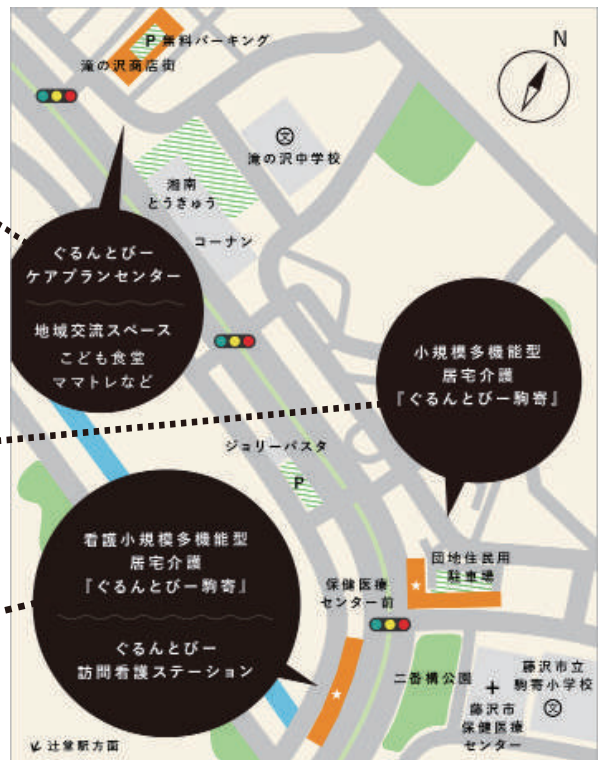 N
P 無料パーキング
滝の沢商店街
滝の沢中学校
湘南
とうきゅう
コーナン
ぐるんとびー
ケアプランセンター
地域交流スペース
こども食堂
ママトレなど
小規模多機能型
居宅介護
『ぐるんとびー駒寄』
ジョリーパスタ
P
看護小規模多機能型
居宅介護
『ぐるんとびー駒寄』
ぐるんとびー
訪問看護ステーション
団地住民用
駐車場
保健医療
センター前
二番構公園
藤沢市立
駒寄小学校
藤沢市
保健医療
センター
辻堂駅方面